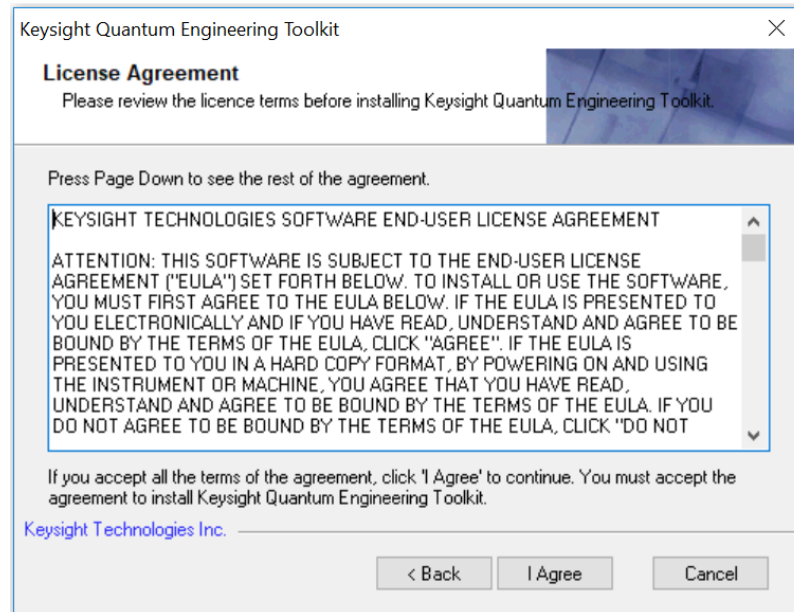 Keysight Quantum Engineering Toolkit
License Agreement
Please review the licence terms before installing Keysight Quantum Engineering Toolkit.
Press Page Down to see the rest of the agreement.
KEYSIGHT TECHNOLOGIES SOFTWARE END-USER LICENSE AGREEMENT
ATTENTION: THIS SOFTWARE IS SUBJECT TO THE END-USER LICENSE
AGREEMENT ("EULA") SET FORTH BELOW. TO INSTALL OR USE THE SOFTWARE,
YOU MUST FIRST AGREE TO THE EULA BELOW. IF THE EULA IS PRESENTED TO
YOU ELECTRONICALLY AND IF YOU HAVE READ, UNDERSTAND AND AGREE TO BE
BOUND BY THE TERMS OF THE EULA, CLICK "AGREE". IF THE EULA IS
PRESENTED TO YOU IN A HARD COPY FORMAT, BY POWERING ON AND USING
THE INSTRUMENT OR MACHINE, YOU AGREE THAT YOU HAVE READ,
UNDERSTAND AND AGREE TO BE BOUND BY THE TERMS OF THE EULA. IF YOU
DO NOT AGREE TO BE BOUND BY THE TERMS OF THE EULA, CLICK "DO NOT
If you accept all the terms of the agreement, click 'I Agree' to continue. You must accept the
agreement to install Keysight Quantum Engineering Toolkit.
Keysight Technologies Inc.
< Back
I Agree
Cancel